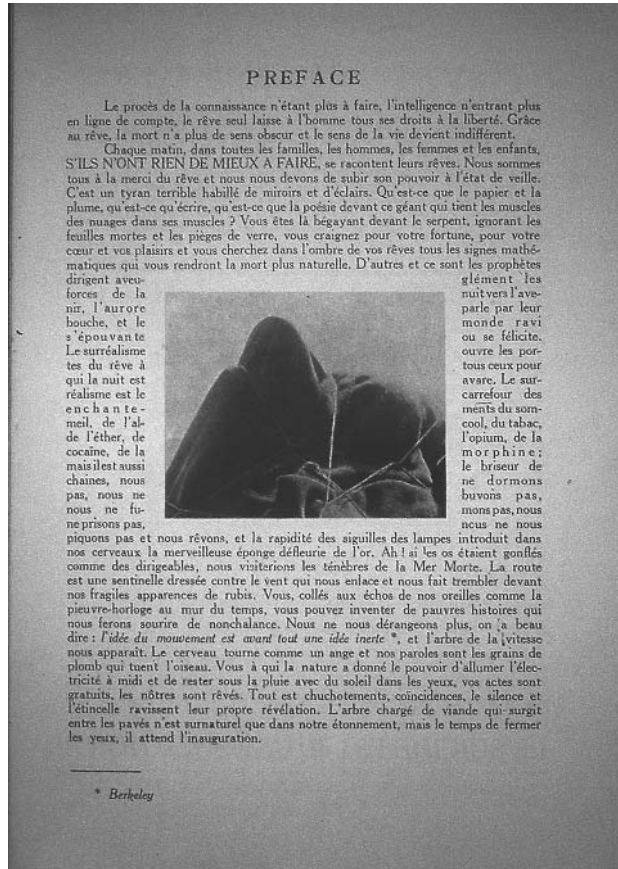 PREFACE
Le procès de la connaissance n'étant plus à faire, l'intelligence n'entrant plus
en ligne de compte, le rêve seul laisse à l'homme tous ses droits à la liberté. Grâce
au rêve, la mort n'a plus de sens obscur et le sens de la vie devient indifférent.
Chaque matin, dans toutes les familles, les hommes, les femmes et les enfants,
S'ILS N'ONT RIEN DE MIEUX A FAIRE, se racontent leurs rêves. Nous sommes
tous à la merci du rêve et nous nous devons de subir son pouvoir à l'état de veille.
C'est un tyran terrible habillé de miroirs et d'éclairs. Qu'est-ce que le papier et la
plume, qu'est-ce qu'écrire, qu'est-ce que la poésie devant ce géant qui tient les muscles
des nuages dans ses muscles ? Vous êtes là bégayant devant le serpent, ignorant les
feuilles mortes et les pièges de verre, vous craignez pour votre fortune, pour votre
cœur et vos plaisirs et vous cherchez dans l'ombre de vos rêves tous les signes mathé-
matiques qui vous rendront la mort plus naturelle. D'autres et ce sont les prophètes
dirigent aveu- glément les
forces de la nuit vers l'ave-
nir, l'aurore parle par leur
bouche, et le monde ravi
s'épouvante ou se félicite.
Le surréalisme ouvre les por-
tes du rêve à tous ceux pour
qui la nuit est avare. Le sur-
réalisme est le carrefour des
enchante- ments du som-
meil, de l'al- cool, du tabac,
de l'éther, de l'opium, de la
cocaïne, de la morphine ;
mais il est aussi le briseur de
chaines, nous ne dormons
pas, nous ne buvons pas,
nous ne fu- mons pas, nous
ne prisons pas, ncus ne nous
piquons pas et nous rêvons, et la rapidité des aiguilles des lampes introduit dans
nos cerveaux la merveilleuse éponge défleurie de l'or. Ah ! si les os étaient gonflés
comme des dirigeables, nous visiterions les ténèbres de la Mer Morte. La route
est une sentinelle dressée contre le vent qui nous enlace et nous fait trembler devant
nos fragiles apparences de rubis. Vous, collés aux échos de nos oreilles comme la
pieuvre-horloge au mur du temps, vous pouvez inventer de pauvres histoires qui
nous feront sourire de nonchalance. Nous ne nous dérangeons plus, on a beau
dire : l'idée du mouvement est avant tout une idée inerte *, et l'arbre de la vitesse
nous apparaît. Le cerveau tourne comme un ange et nos paroles sont les grains de
plomb qui tuent l'oiseau. Vous à qui la nature a donné le pouvoir d'allumer l'élec-
tricité à midi et de rester sous la pluie avec du soleil dans les yeux, vos actes sont
gratuits, les nôtres sont rêvés. Tout est chuchotements, coïncidences, le silence et
l'étincelle ravissent leur propre révélation. L'arbre chargé de viande qui surgit
entre les pavés n'est surnaturel que dans notre étonnement, mais le temps de fermer
les yeux, il attend l'inauguration.
* Berkeley